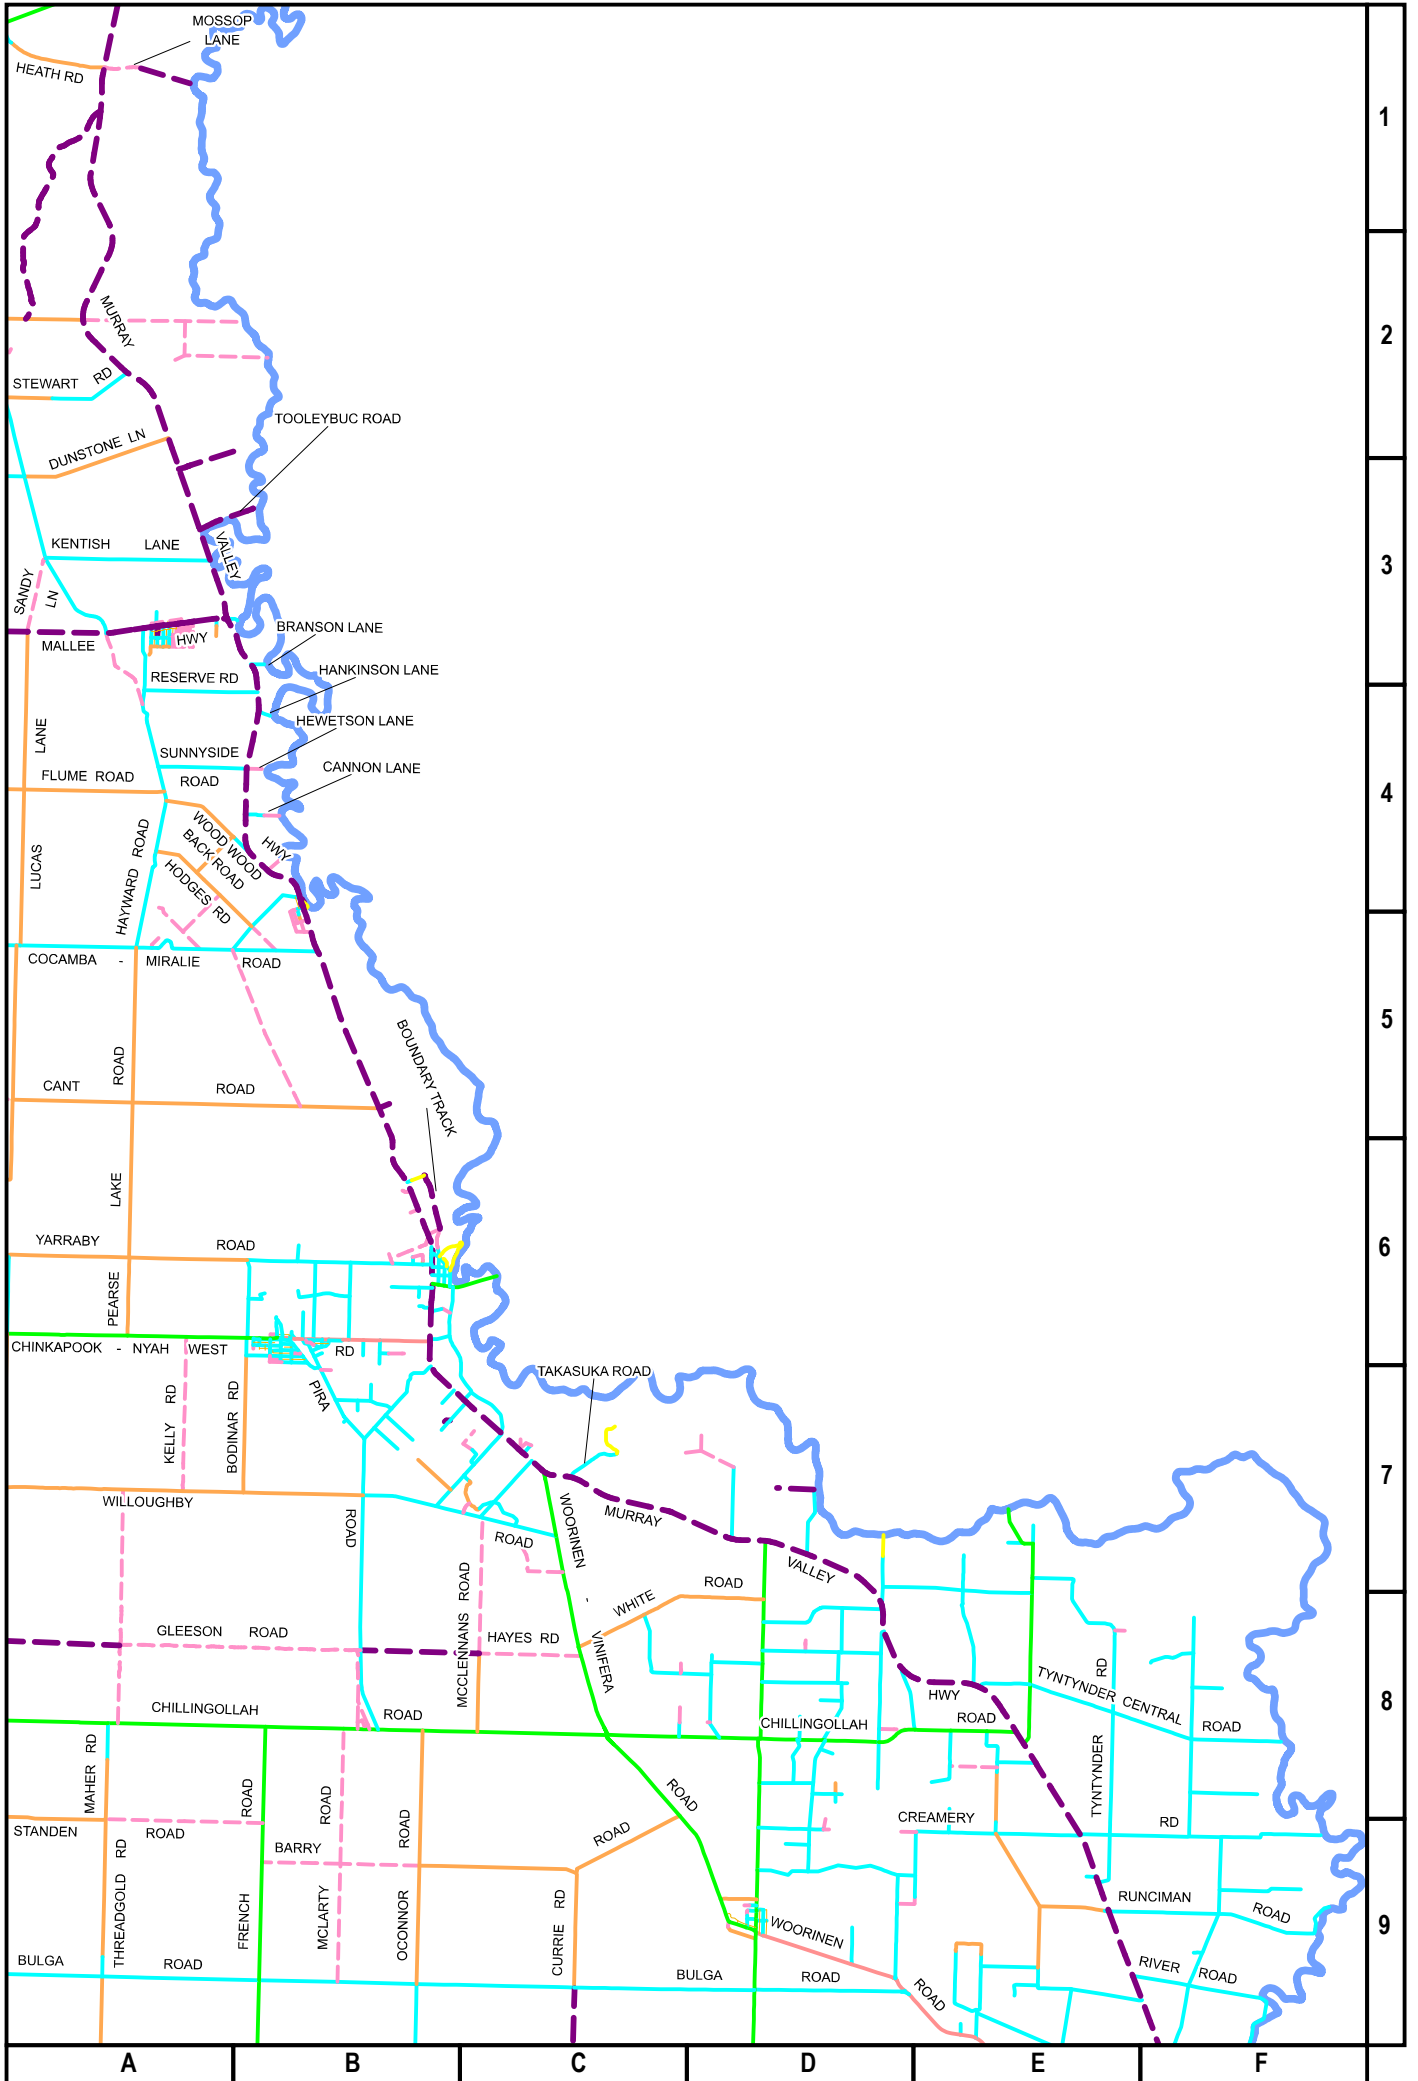 MOSSOP
LANE
HEATH RD
1
MURRAY
2
STEWART RD
TOOLEYBUC ROAD
DUNSTONE LN
KENTISH LANE
VALLEY
3
SANDY
LN
BRANSON LANE
MALLEE HWY
HANKINSON LANE
RESERVE RD
HEWETSON LANE
LANE
SUNNYSIDE
ROAD
CANNON LANE
FLUME ROAD
4
WOOD WOOD
BACK ROAD
HWY
HODGES RD
LUCAS
HAYWARD ROAD
COCAMBA - MIRALIE ROAD
5
BOUNDARY TRACK
ROAD
CANT ROAD
LAKE
YARRABY ROAD
6
PEARSE
CHINKAPOOK - NYAH WEST RD
TAKASUKA ROAD
PIRA
KELLY RD
BODINAR RD
7
WILLOUGHBY
ROAD
ROAD
WOORINEN
-
VINIFERA
MURRAY
VALLEY
WHITE ROAD
MCCLENNANS ROAD
GLEESON ROAD
HAYES RD
RD
TYNTYNDER CENTRAL
ROAD
HWY
8
CHILLINGOLLAH
ROAD
CHILLINGOLLAH
ROAD
MAHER RD
TYNTYNDER
ROAD
ROAD
ROAD
ROAD
CREAMERY RD
STANDEN ROAD
BARRY
ROAD
THREADGOLD RD
FRENCH
MCLARTY
OCONNOR
CURRIE RD
RUNCIMAN
ROAD
9
WOORINEN
ROAD
BULGA ROAD
BULGA ROAD
RIVER ROAD
A B C D E F